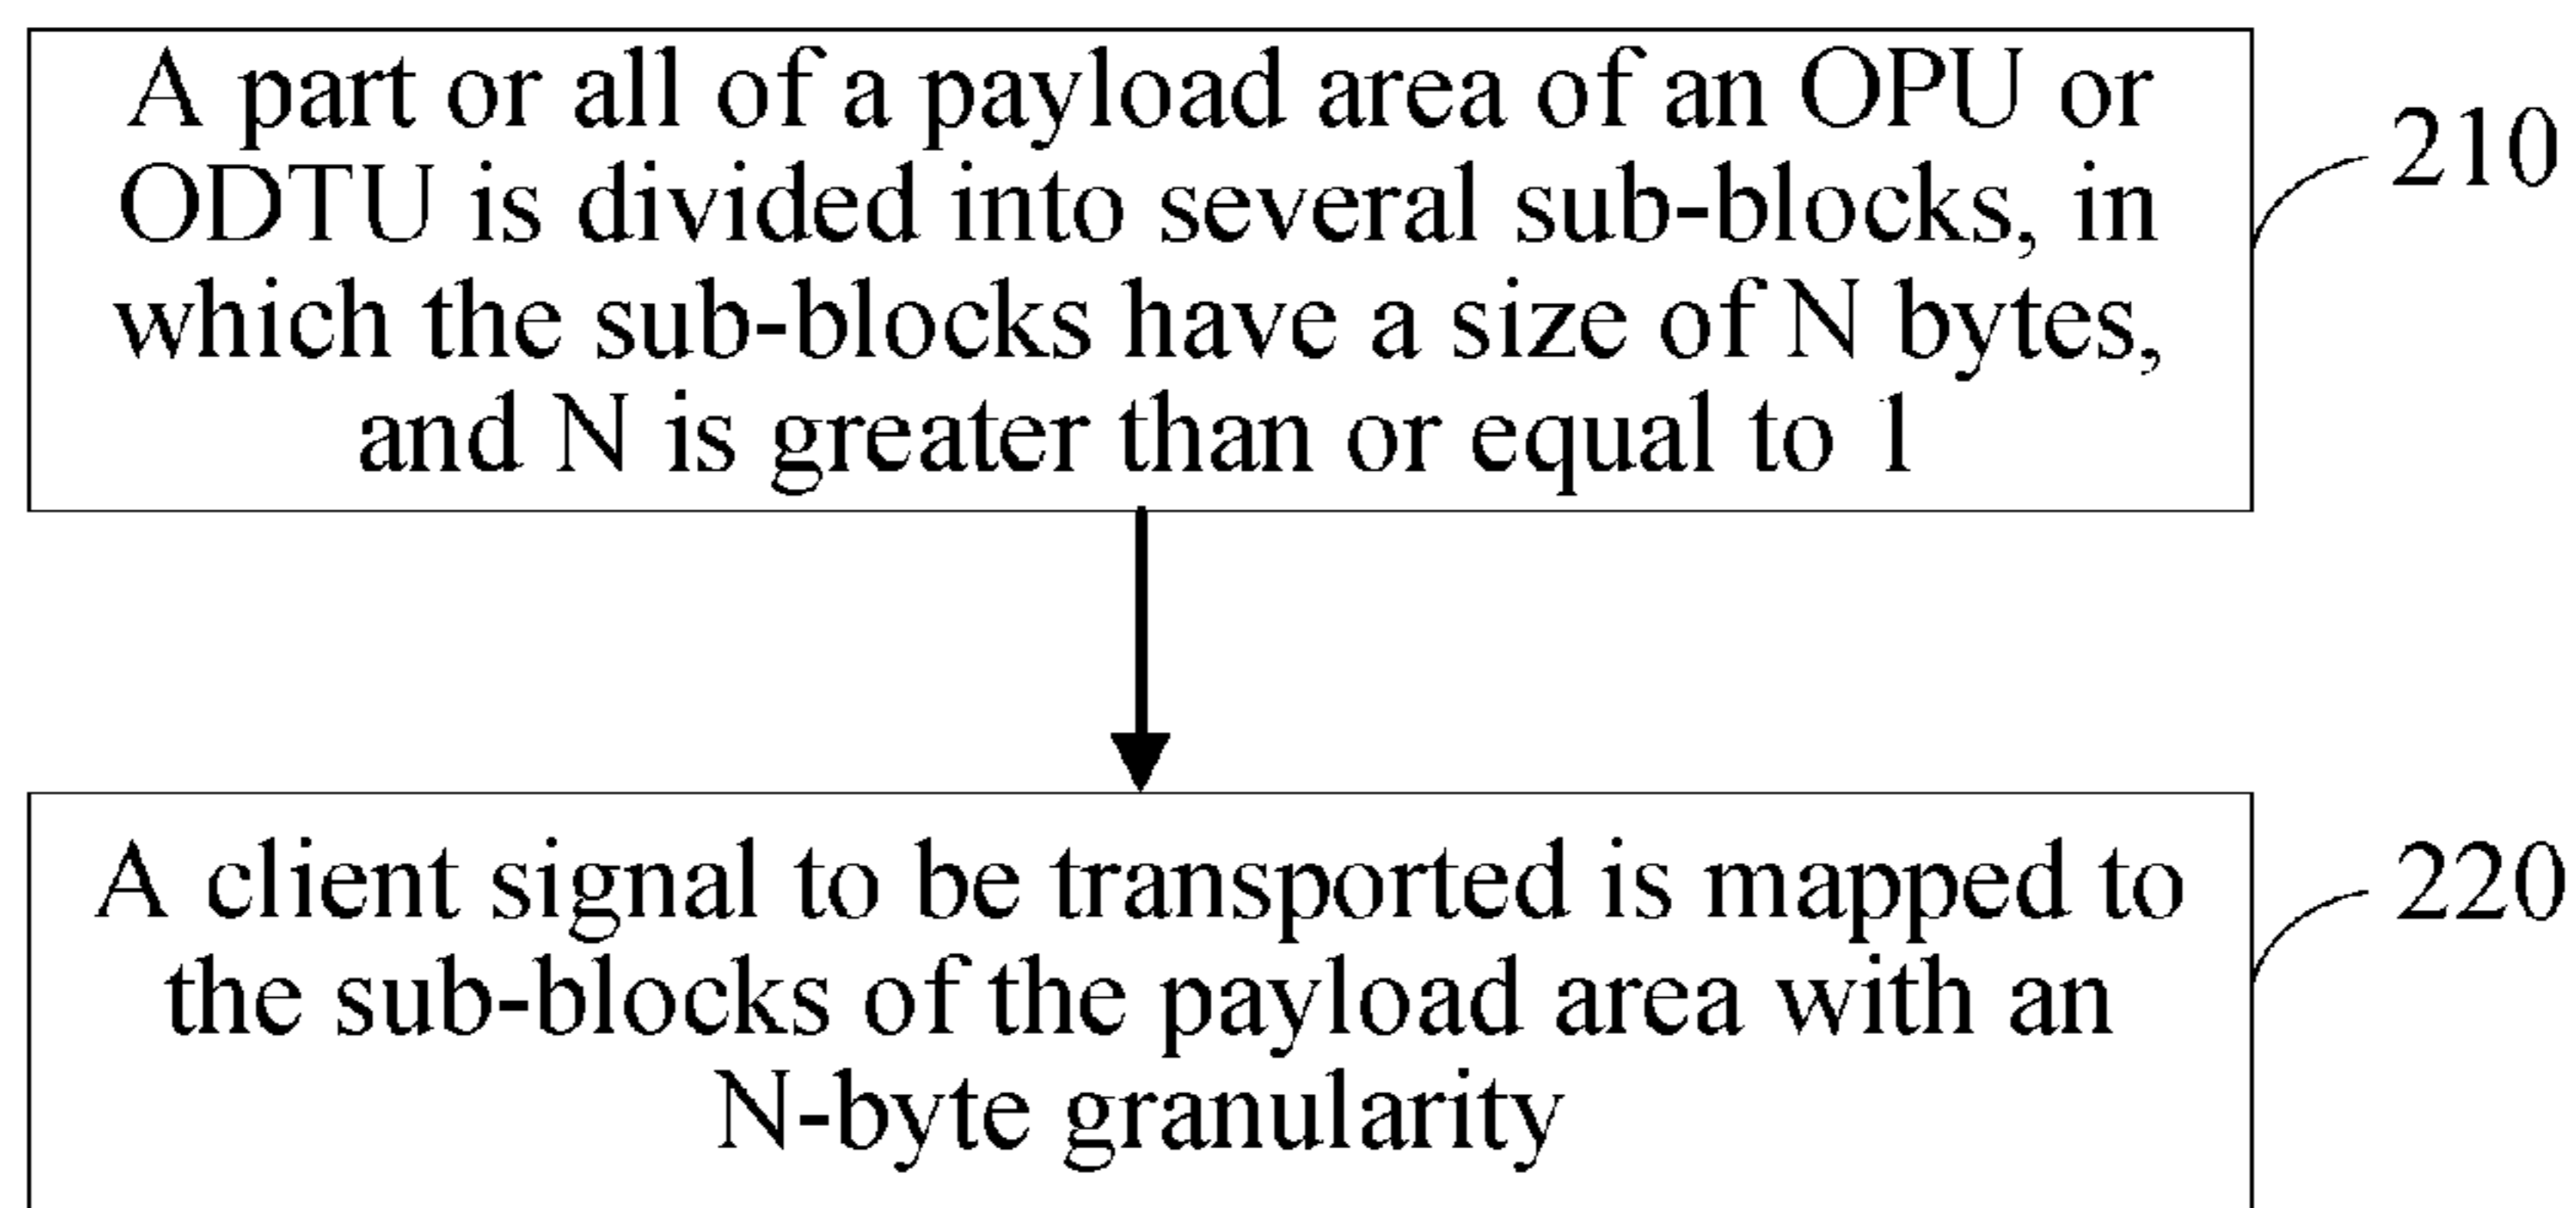 A part or all of a payload area of an OPU or
ODTU is divided into several sub-blocks, in
which the sub-blocks have a size of N bytes,
and N is greater than or equal to 1
210
A client signal to be transported is mapped to
the sub-blocks of the payload area with an
N-byte granularity
220